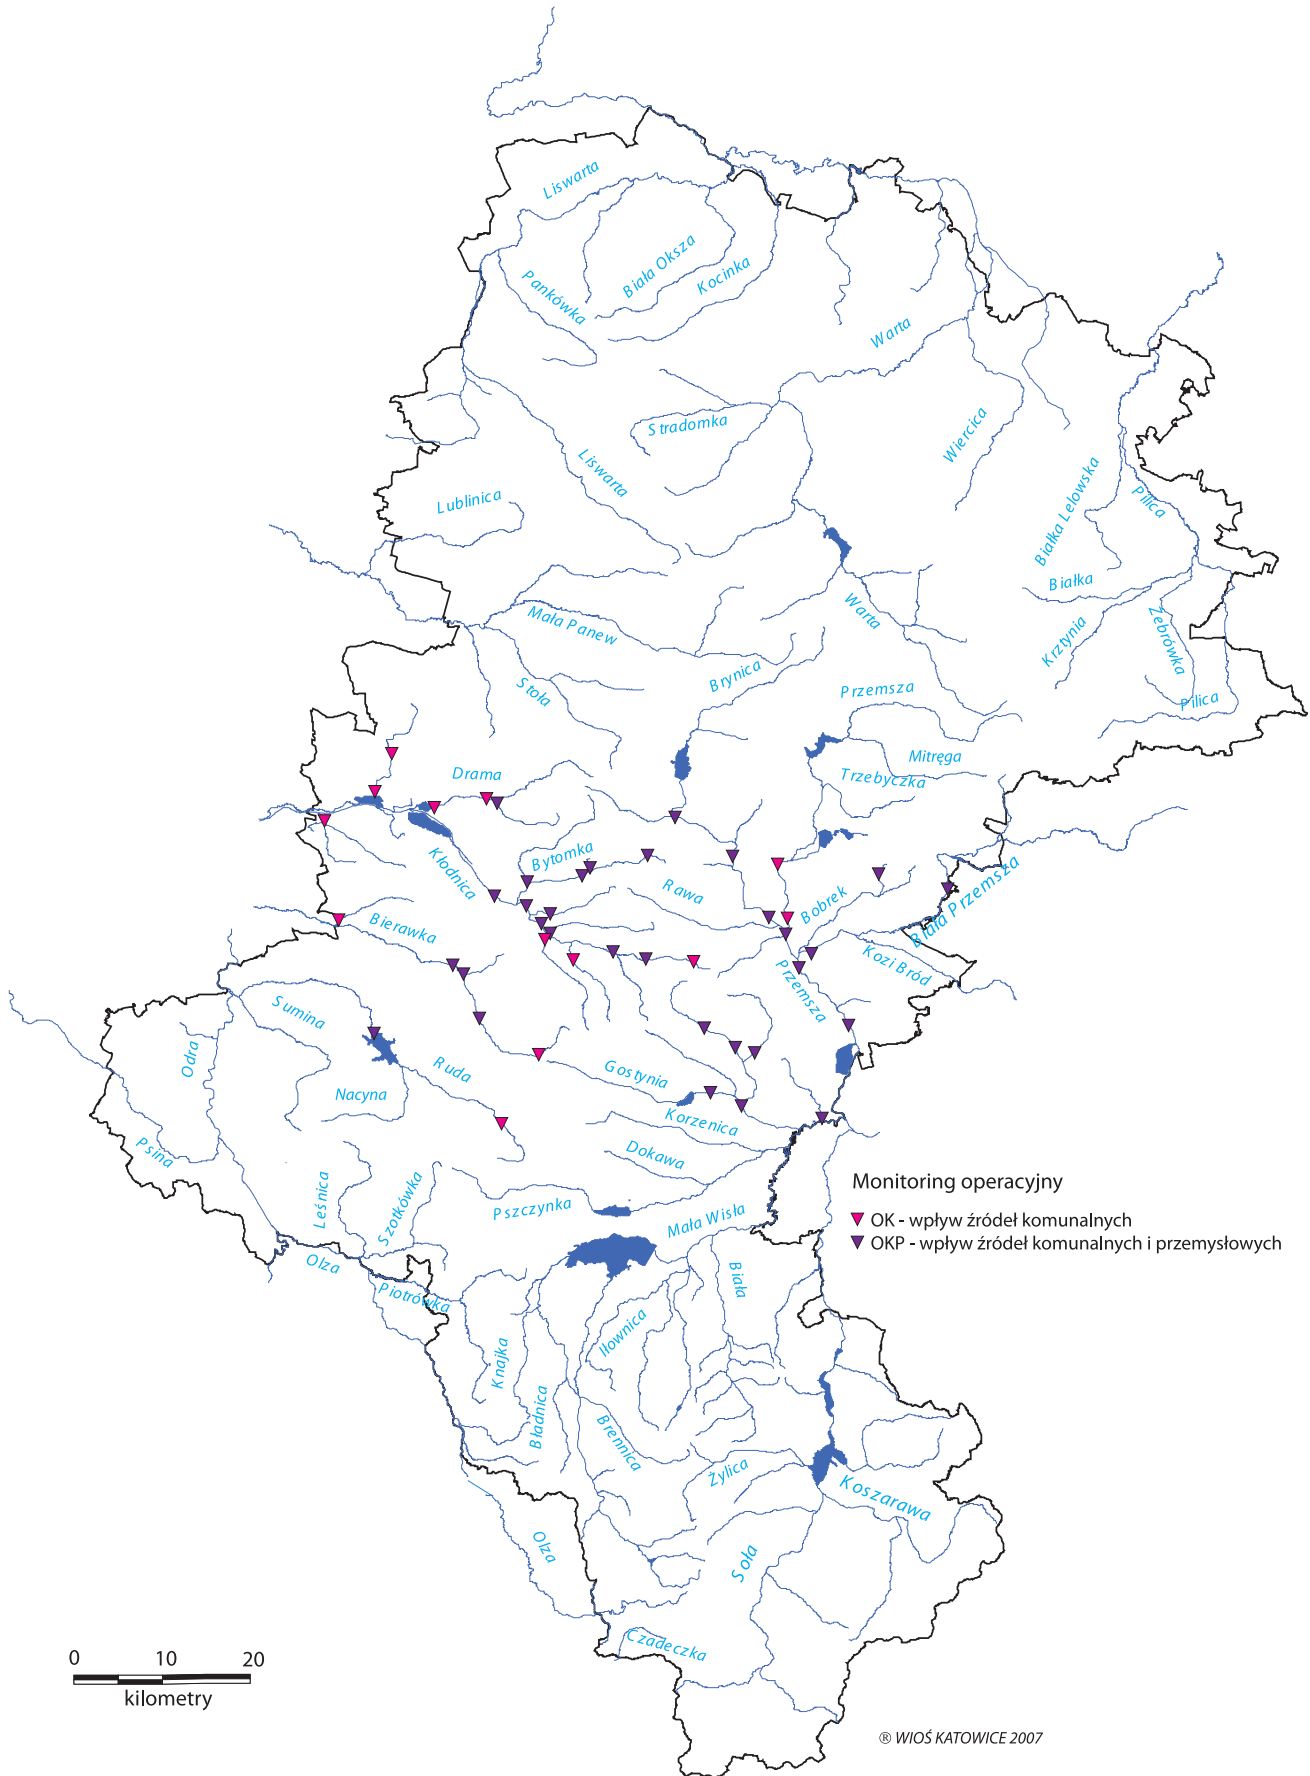 Liswarta
Biała Oksza
Kocinka
Pankówka
Warta
Stradomka
Wiercica
Liswarta
Lublinica
Białka Lelowska
Pilica
Białka
Mała Panew
Warta
Krztynia
Żebrówka
Brynica
Stoła
Przemsza
Pilica
Mitręga
Drama
Trzebyczka
Bytomka
Kłodnica
Rawa
Bobrek
Biała Przemsza
Bierawka
Kozi Bród
Przemsza
Sumina
Odra
Ruda
Gostynia
Nacyna
Korzenica
Psina
Dokawa
Leśnica
Szotkówka
Pszczynka
Mała Wisła
Monitoring operacyjny
OK - wpływ źródeł komunalnych
OKP - wpływ źródeł komunalnych i przemysłowych
Olza
Biała
Piotrówka
Iłownica
Knajka
Bładnica
Brennica
Żylica
Koszarawa
Olza
Soła
Czadeczka
0 10 20
kilometry
® WIOŚ KATOWICE 2007